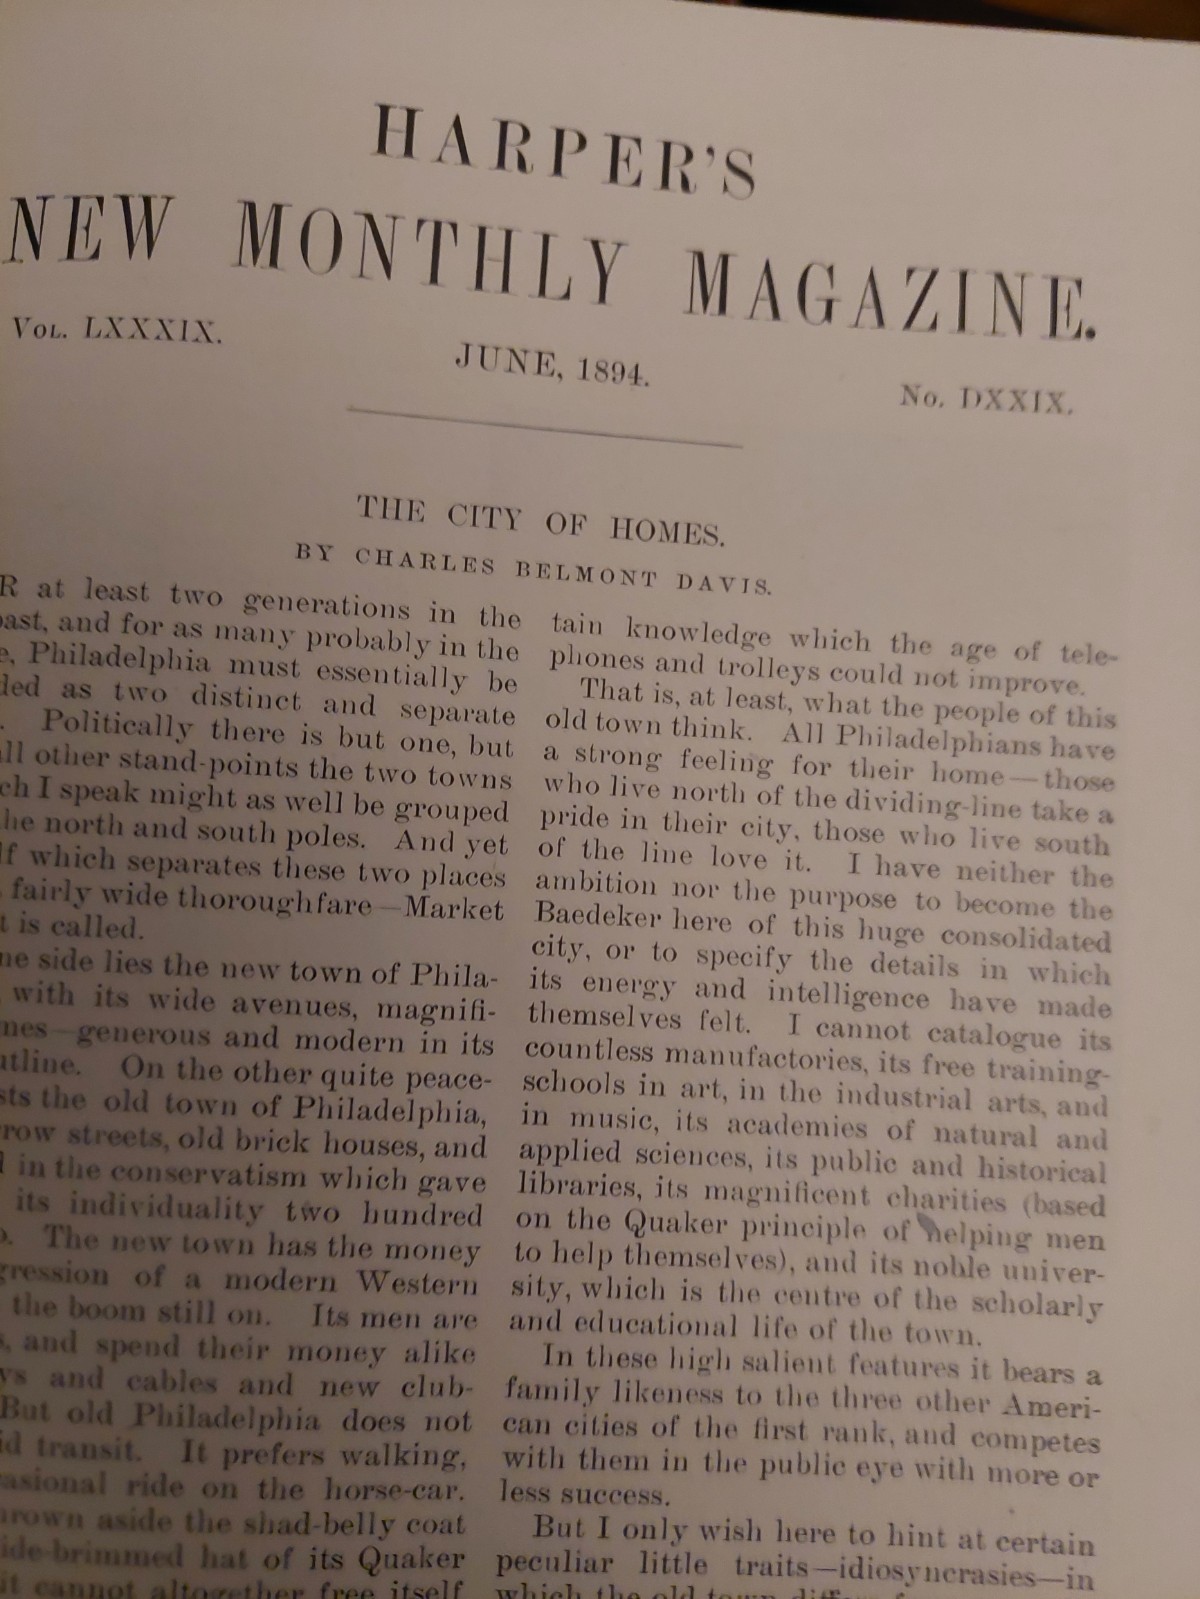 HARPER'S
NEW MONTHLY MAGAZINE.
VOL. LXXXIX.
JUNE, 1894.
No. DXXIX.
THE CITY OF HOMES.
BY CHARLES BELMONT DAVIS.
R at least two generations in the
past, and for as many probably in the
e, Philadelphia must essentially be
ded as two distinct and separate
. Politically there is but one, but
all other stand-points the two towns
ch I speak might as well be grouped
he north and south poles. And yet
lf which separates these two places
fairly wide thoroughfare—Market
t is called.
ne side lies the new town of Phila-
with its wide avenues, magnifi-
mes—generous and modern in its
utline. On the other quite peace-
sts the old town of Philadelphia,
row streets, old brick houses, and
d in the conservatism which gave
its individuality two hundred
o. The new town has the money
gression of a modern Western
the boom still on. Its men are
s, and spend their money alike
ys and cables and new club-
But old Philadelphia does not
id transit. It prefers walking,
casional ride on the horse-car.
hrown aside the shad-belly coat
ide-brimmed hat of its Quaker
it cannot altogether free itself
tain knowledge which the age of tele-
phones and trolleys could not improve.
That is, at least, what the people of this
old town think. All Philadelphians have
a strong feeling for their home—those
who live north of the dividing-line take a
pride in their city, those who live south
of the line love it. I have neither the
ambition nor the purpose to become the
Baedeker here of this huge consolidated
city, or to specify the details in which
its energy and intelligence have made
themselves felt. I cannot catalogue its
countless manufactories, its free training-
schools in art, in the industrial arts, and
in music, its academies of natural and
applied sciences, its public and historical
libraries, its magnificent charities (based
on the Quaker principle of helping men
to help themselves), and its noble univer-
sity, which is the centre of the scholarly
and educational life of the town.
In these high salient features it bears a
family likeness to the three other Ameri-
can cities of the first rank, and competes
with them in the public eye with more or
less success.
But I only wish here to hint at certain
peculiar little traits—idiosyncrasies—in
which the old town